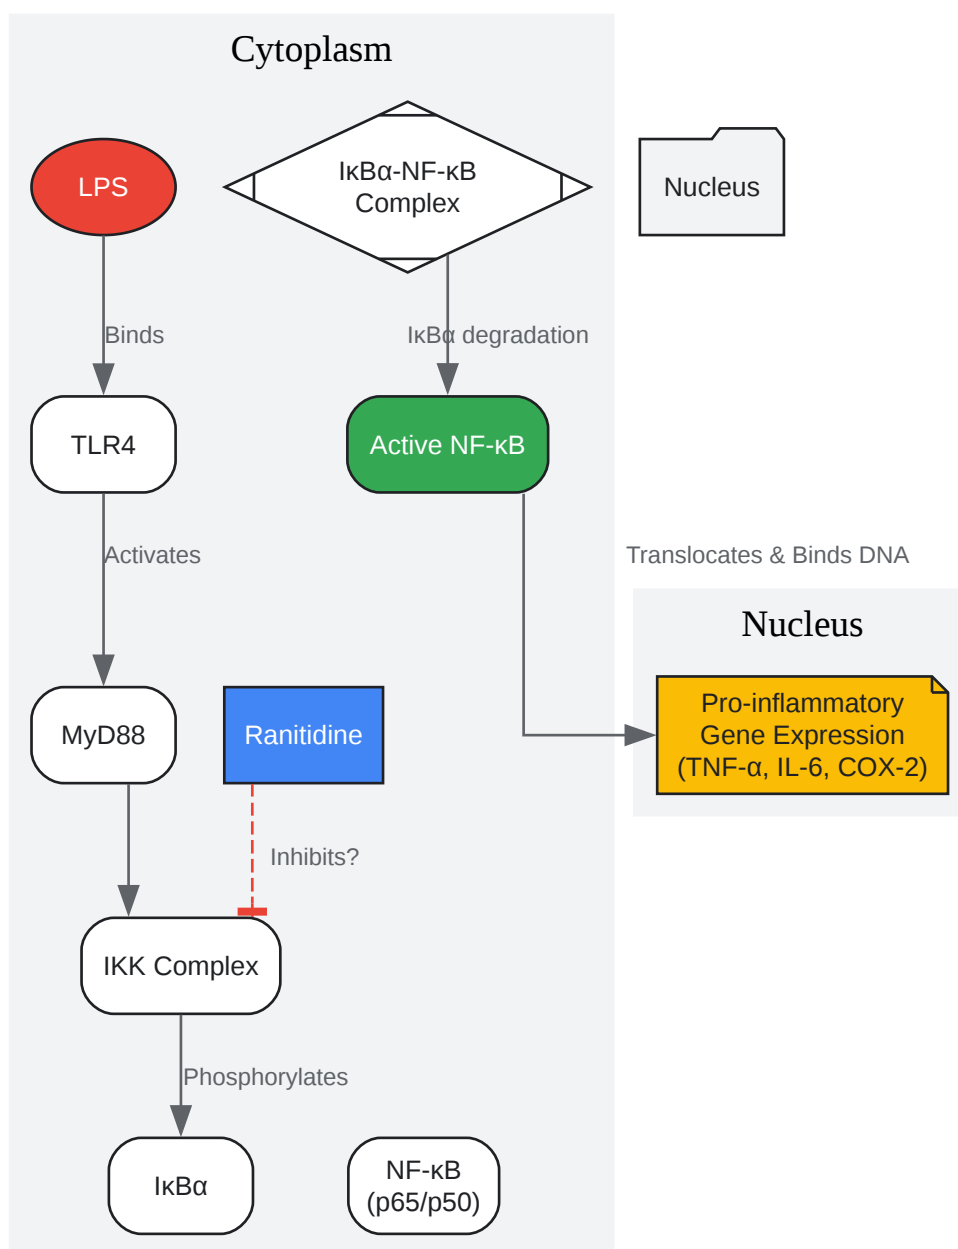 Cytoplasm
LPS
IκBα-NF-κB
Complex
Nucleus
Binds
IκBα degradation
TLR4
Active NF-κB
Activates
Translocates & Binds DNA
Nucleus
MyD88
Ranitidine
Pro-inflammatory
Gene Expression
(TNF-α, IL-6, COX-2)
Inhibits?
IKK Complex
Phosphorylates
IκBα
NF-κB
(p65/p50)